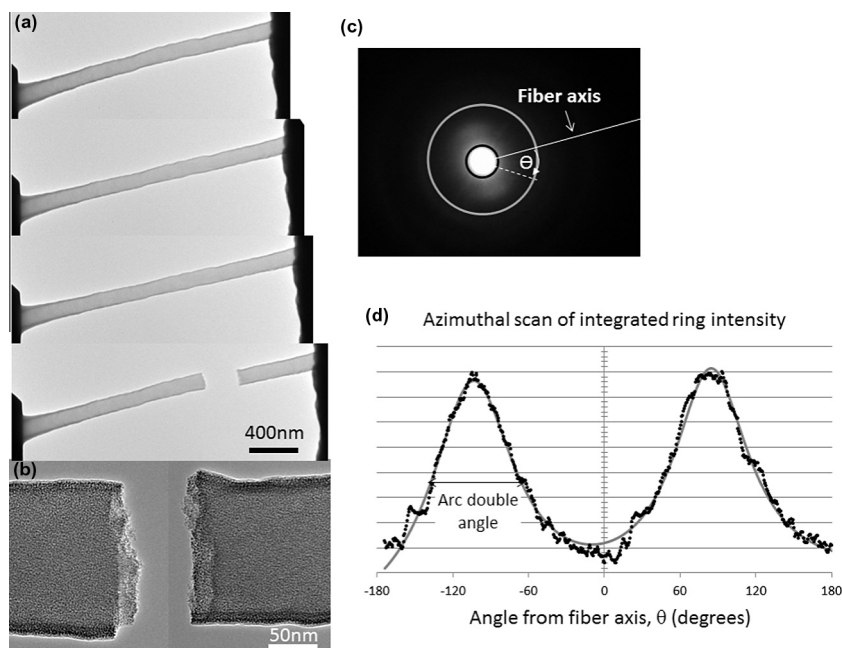 (a)
400nm
(b)
50nm
(c)
Fiber axis
Θ
(d)
Azimuthal scan of integrated ring intensity
Arc double
angle
-180 -120 -60 0 60 120 180
Angle from fiber axis, θ (degrees)